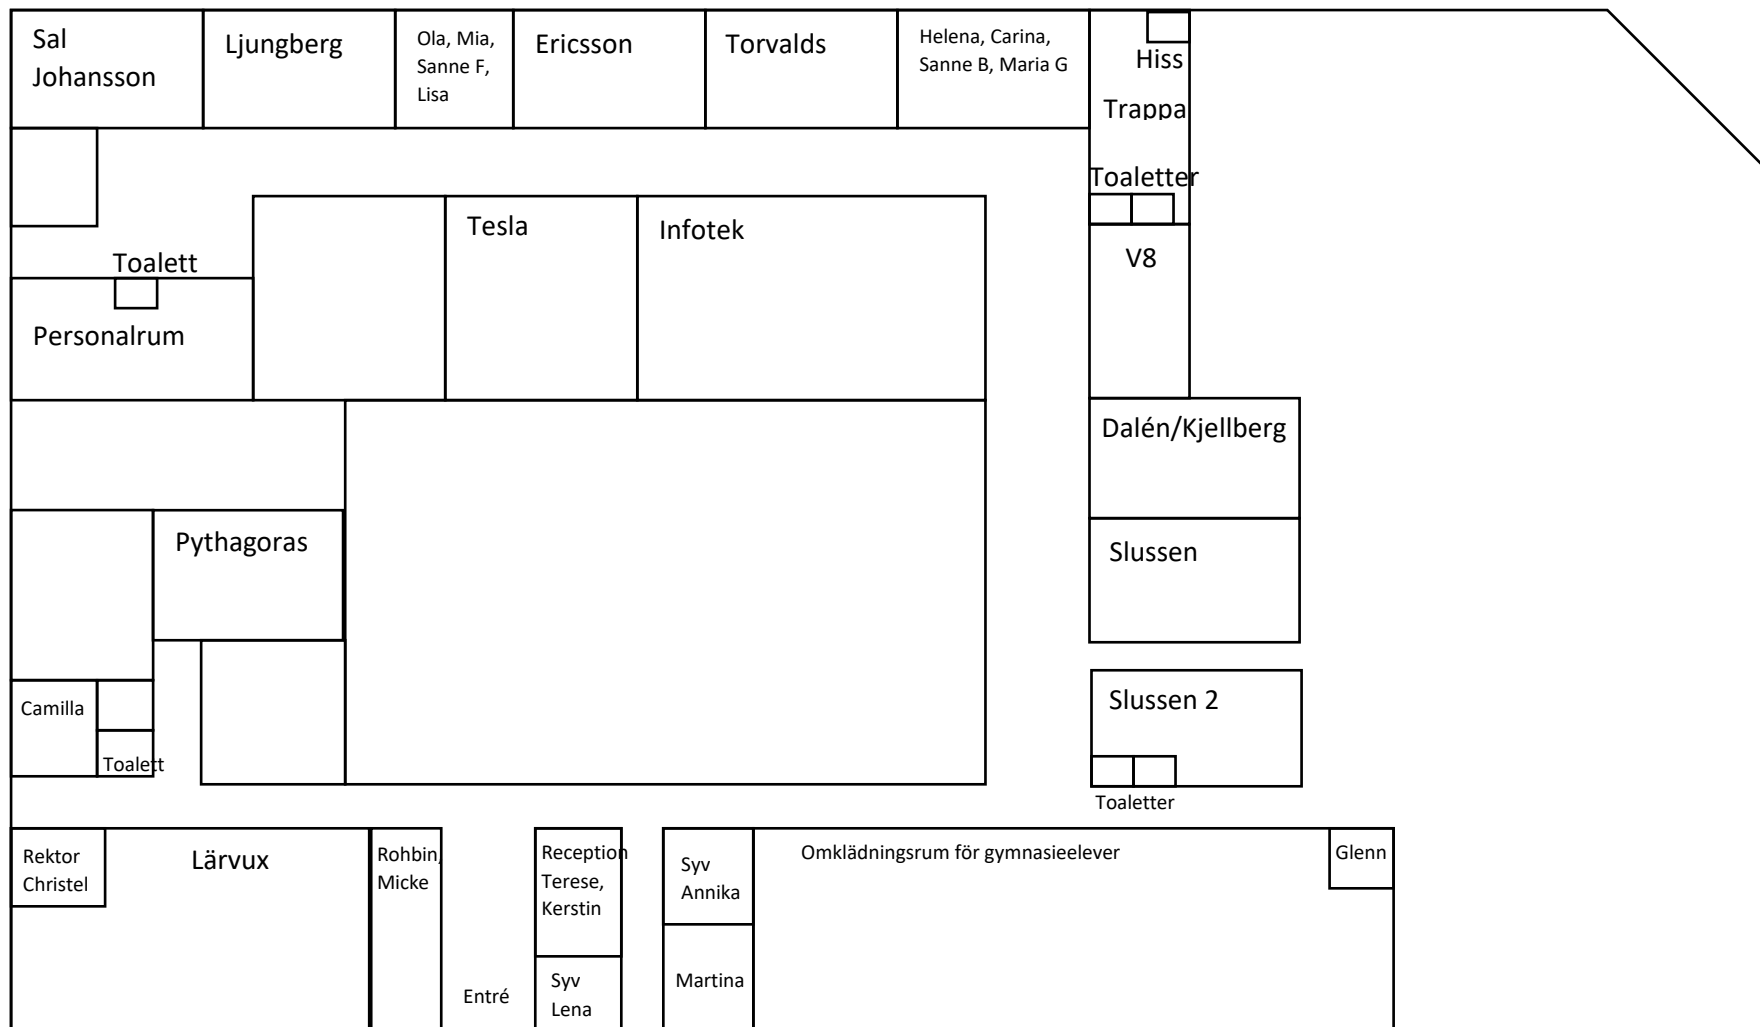 Sal
Johansson
Ljungberg
Ola, Mia,
Sanne F,
Lisa
Ericsson
Torvalds
Helena, Carina,
Sanne B, Maria G
Hiss
Trappa
Toaletter
Toalett
Personalrum
Tesla
Infotek
V8
Dalén/Kjellberg
Pythagoras
Slussen
Camilla
Toalett
Slussen 2
Toaletter
Rektor
Christel
Lärvux
Rohbin,
Micke
Entré
Reception
Terese,
Kerstin
Syv
Lena
Syv
Annika
Martina
Omklädningsrum för gymnasieelever
Glenn